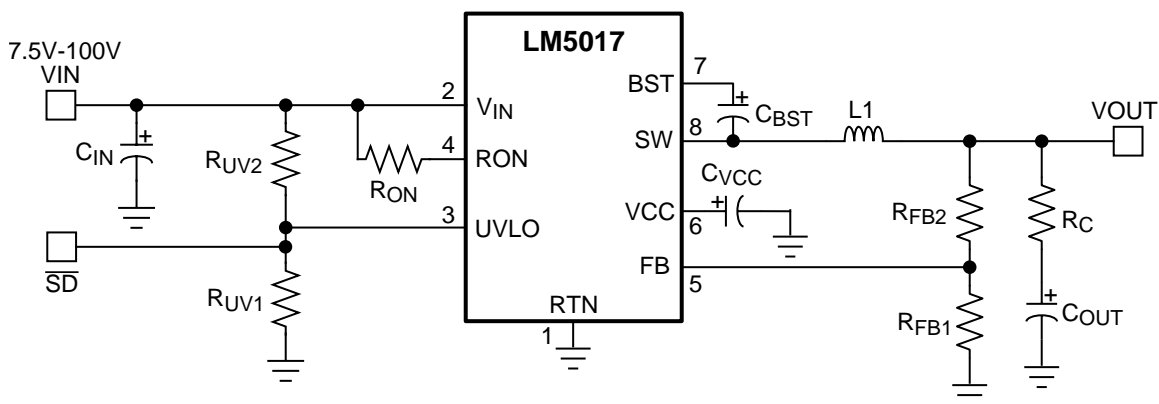 LM5017
7.5V-100V
VIN
2
VIN
CIN
RUV2
RON
4
RON
3
UVLO
SD
RUV1
RTN
1
BST
7
CBST
SW
8
L1
VOUT
CVCC
VCC
6
FB
5
RFB2
RC
RFB1
COUT